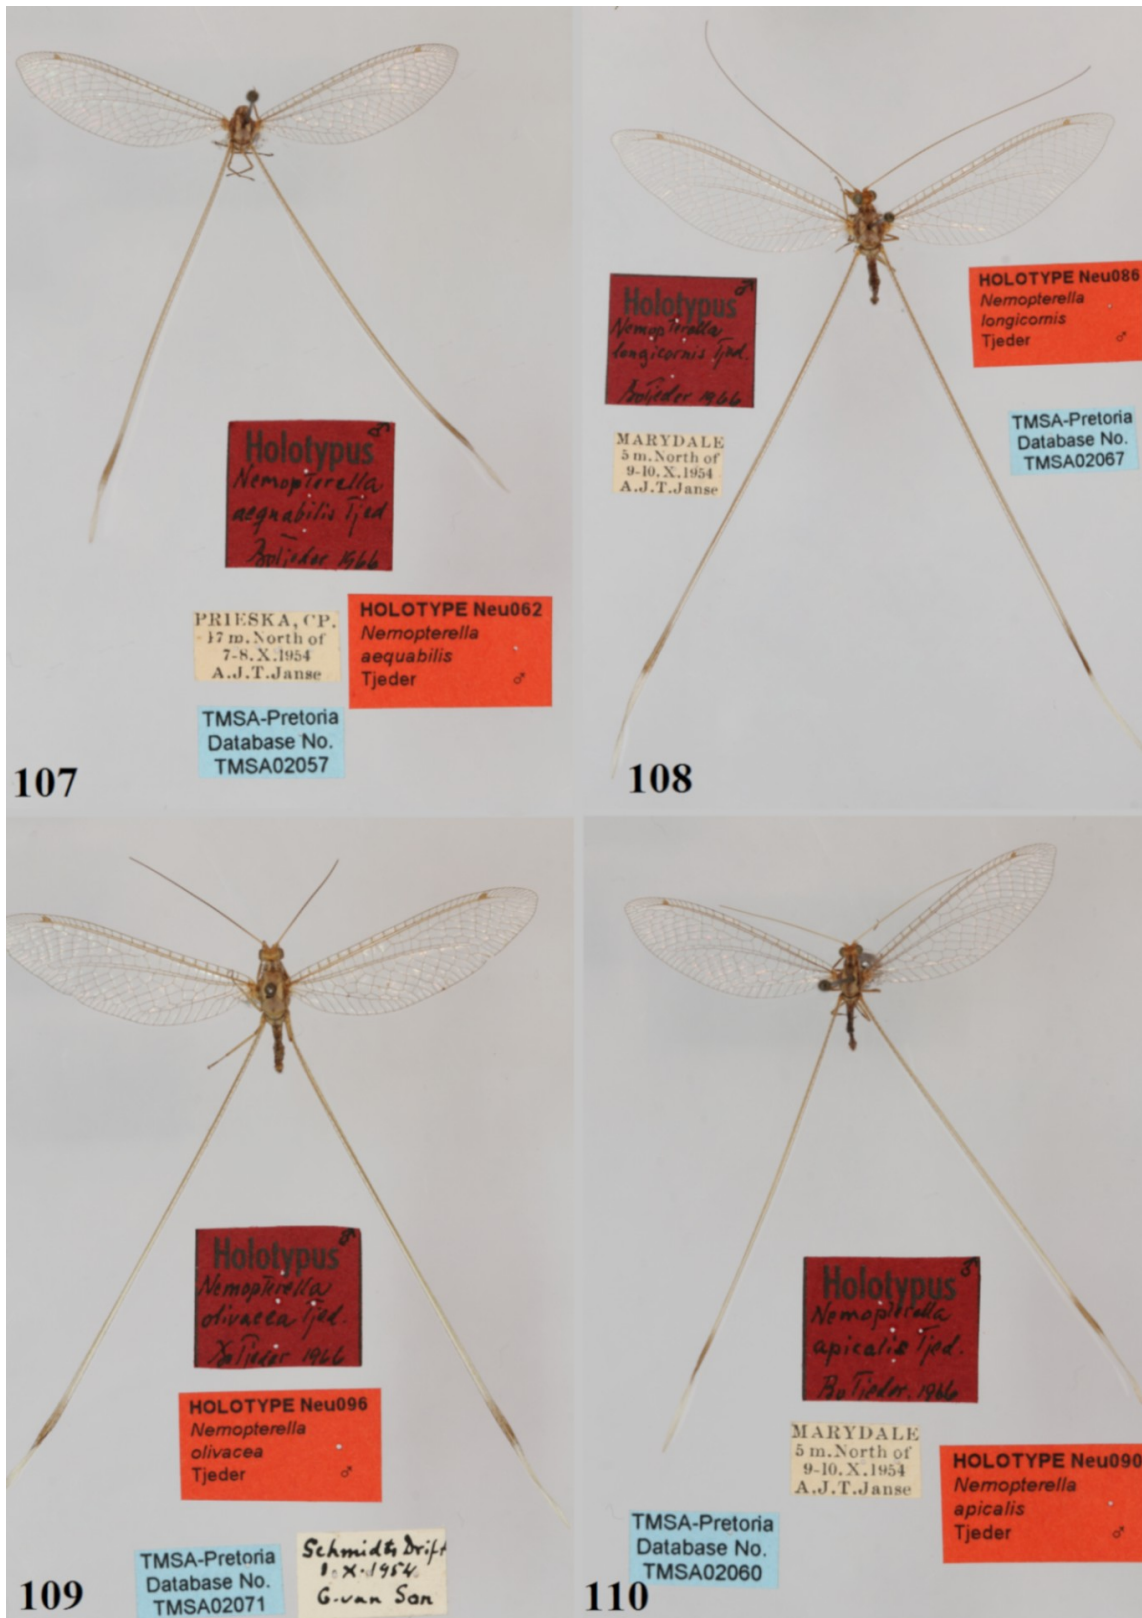 Holotypus ♂
Nemopterella
aequabilis Tjed
Bo Tjeder 1966
PRIESKA, CP.
17 m. North of
7-8. X. 1954
A.J.T. Janse
HOLOTYPE Neu062
Nemopterella
aequabilis
Tjeder ♂
TMSA-Pretoria
Database No.
TMSA02057
107
Holotypus ♂
Nemopterella
longicornis Tjed.
Bo Tjeder 1966
HOLOTYPE Neu086
Nemopterella
longicornis
Tjeder ♂
MARYDALE
5 m. North of
9-10. X. 1954
A.J.T. Janse
TMSA-Pretoria
Database No.
TMSA02067
108
Holotypus ♂
Nemopterella
olivacea Tjed.
Bo Tjeder 1966
HOLOTYPE Neu096
Nemopterella
olivacea
Tjeder ♂
TMSA-Pretoria
Database No.
TMSA02071
Schmidts Drift
X. 1954
G. van Son
109
Holotypus ♂
Nemopterella
apicalis Tjed.
Bo Tjeder, 1966
MARYDALE
5 m. North of
9-10. X. 1954
A.J.T. Janse
HOLOTYPE Neu090
Nemopterella
apicalis
Tjeder ♂
TMSA-Pretoria
Database No.
TMSA02060
110